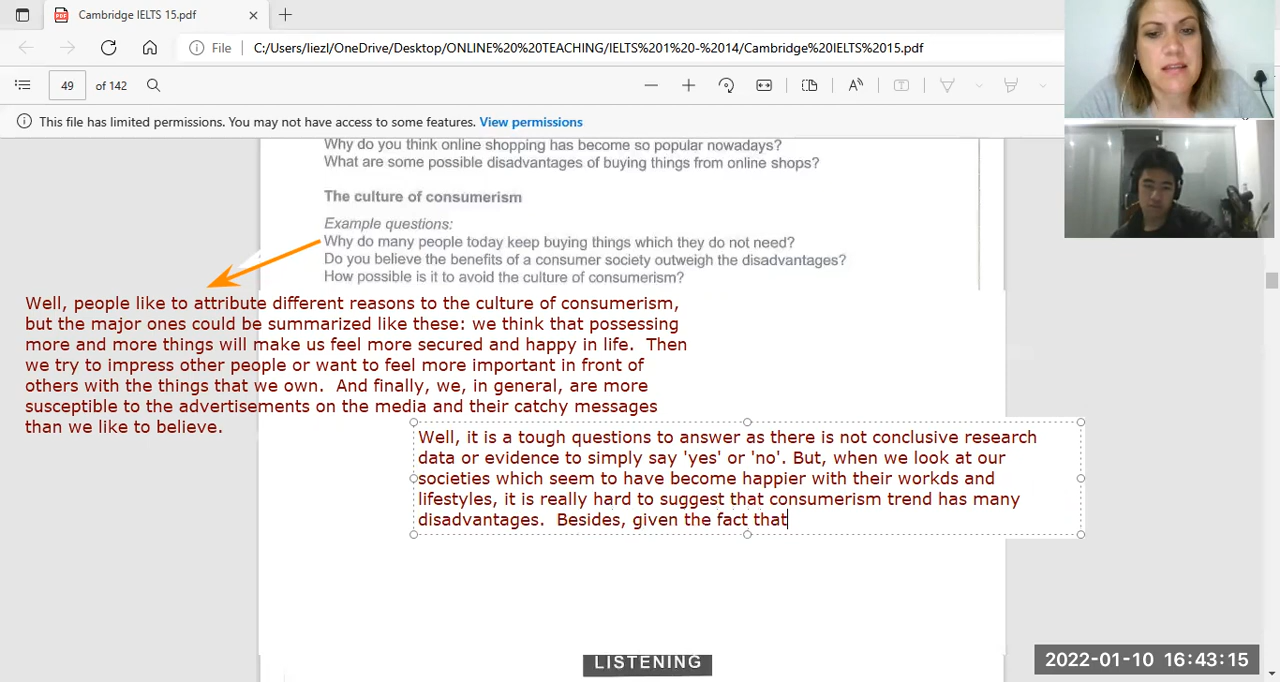 Cambridge IELTS 15.pdf
File
C:/Users/liezl/OneDrive/Desktop/ONLINE%20%20TEACHING/IELTS%201%20-%2014/Cambridge%20IELTS%2015.pdf
49 of 142
This file has limited permissions. You may not have access to some features. View permissions
Why do you think online shopping has become so popular nowadays?
What are some possible disadvantages of buying things from online shops?
The culture of consumerism
Example questions:
Why do many people today keep buying things which they do not need?
Do you believe the benefits of a consumer society outweigh the disadvantages?
How possible is it to avoid the culture of consumerism?
Well, people like to attribute different reasons to the culture of consumerism,
but the major ones could be summarized like these: we think that possessing
more and more things will make us feel more secured and happy in life.  Then
we try to impress other people or want to feel more important in front of
others with the things that we own.  And finally, we, in general, are more
susceptible to the advertisements on the media and their catchy messages
than we like to believe.
Well, it is a tough questions to answer as there is not conclusive research
data or evidence to simply say 'yes' or 'no'. But, when we look at our
societies which seem to have become happier with their workds and
lifestyles, it is really hard to suggest that consumerism trend has many
disadvantages.  Besides, given the fact that
LISTENING
2022-01-10 16:43:15